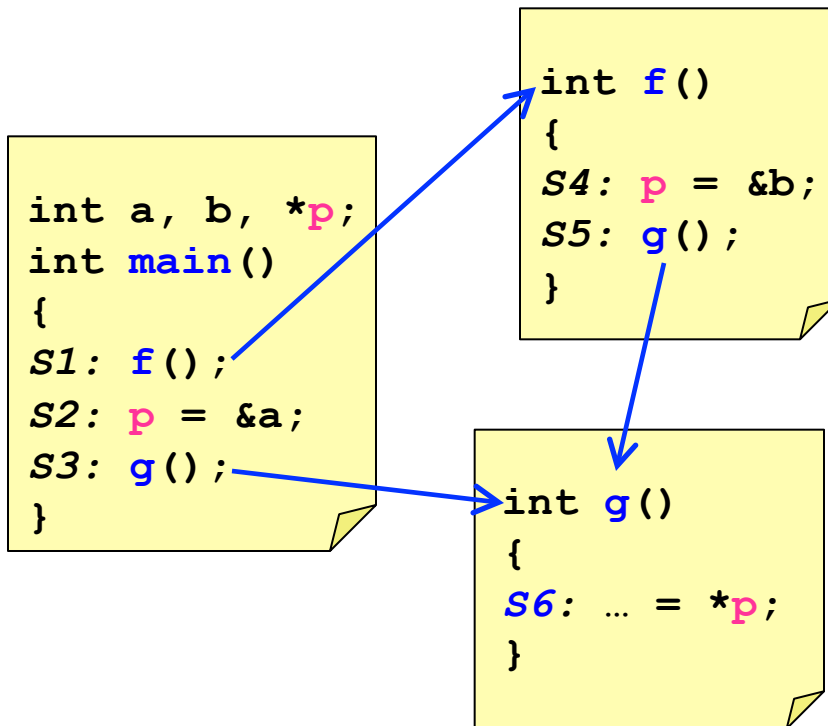 int a, b, *p;
int main()
{
S1: f();
S2: p = &a;
S3: g();
}
int f()
{
S4: p = &b;
S5: g();
}
int g()
{
S6: … = *p;
}